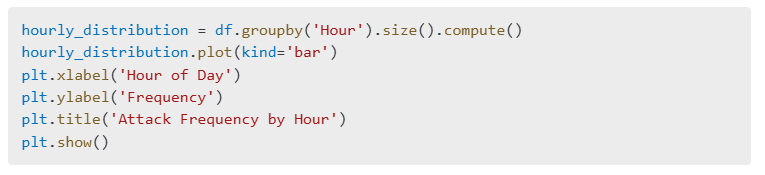 hourly_distribution = df.groupby('Hour').size().compute()
hourly_distribution.plot(kind='bar')
plt.xlabel('Hour of Day')
plt.ylabel('Frequency')
plt.title('Attack Frequency by Hour')
plt.show()